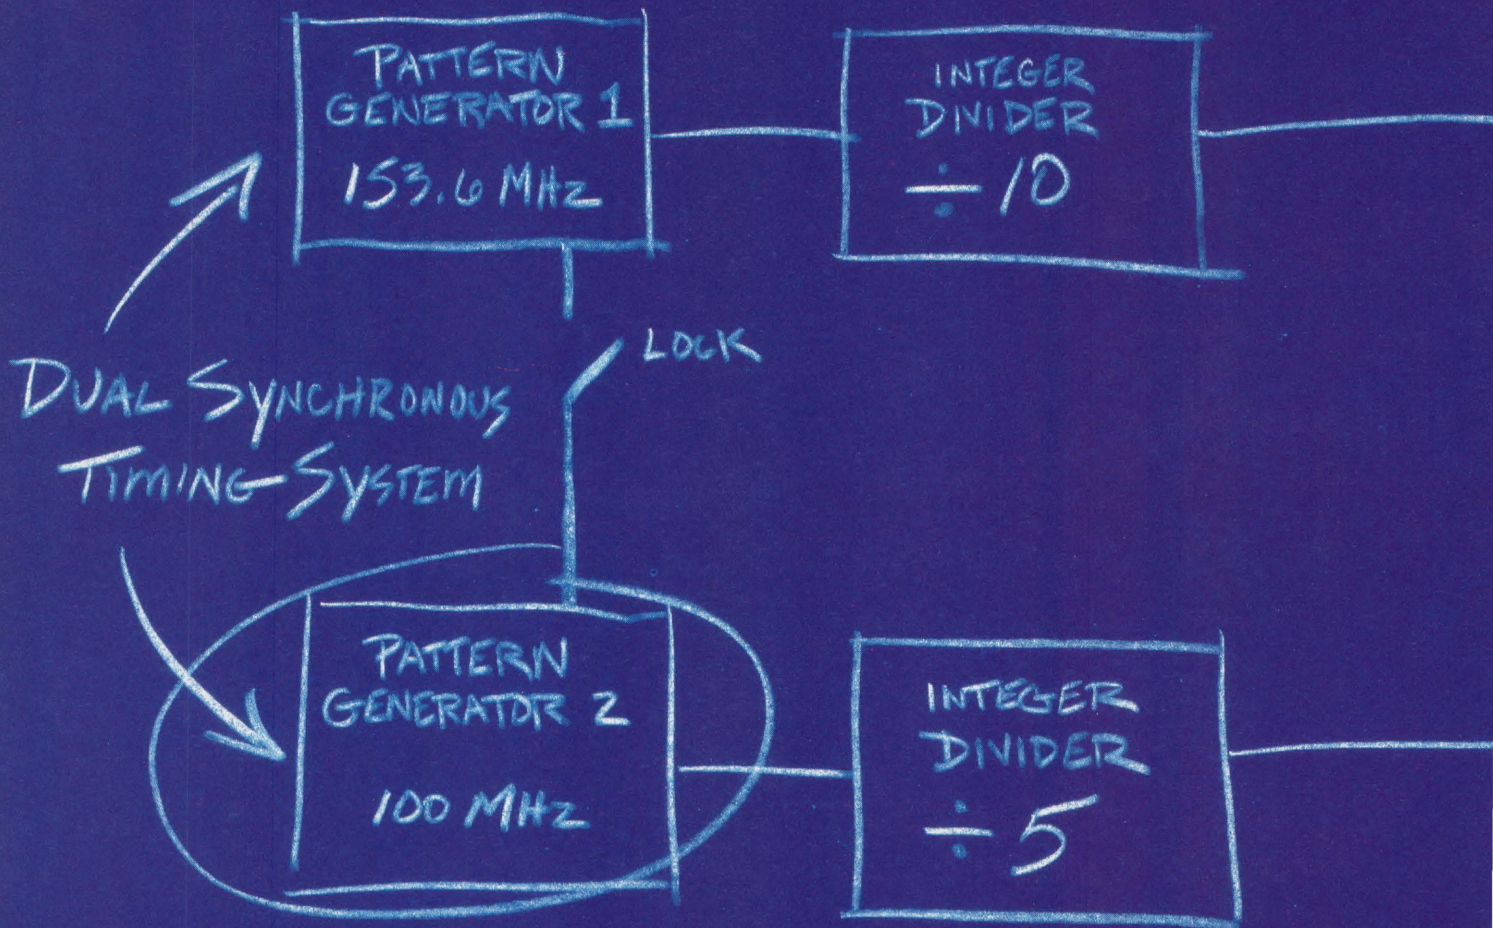 PATTERN
GENERATOR 1
153.6 MHz
INTEGER
DIVIDER
÷ 10
LOCK
DUAL SYNCHRONOUS
TIMING SYSTEM
PATTERN
GENERATOR 2
100 MHz
INTEGER
DIVIDER
÷ 5